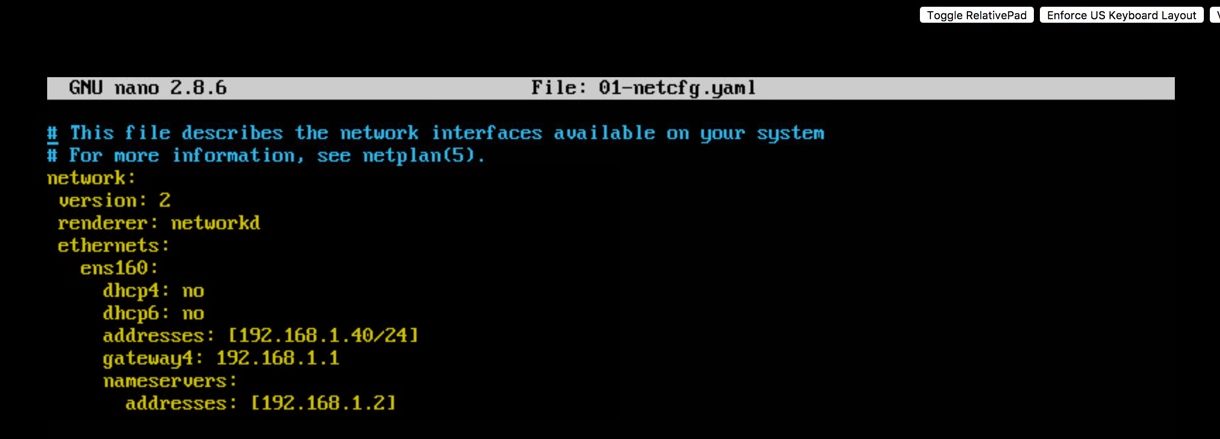 Toggle RelativePad Enforce US Keyboard Layout
GNU nano 2.8.6 File: 01-netcfg.yaml
# This file describes the network interfaces available on your system
# For more information, see netplan(5).
network:
 version: 2
 renderer: networkd
 ethernets:
   ens160:
     dhcp4: no
     dhcp6: no
     addresses: [192.168.1.40/24]
     gateway4: 192.168.1.1
     nameservers:
       addresses: [192.168.1.2]